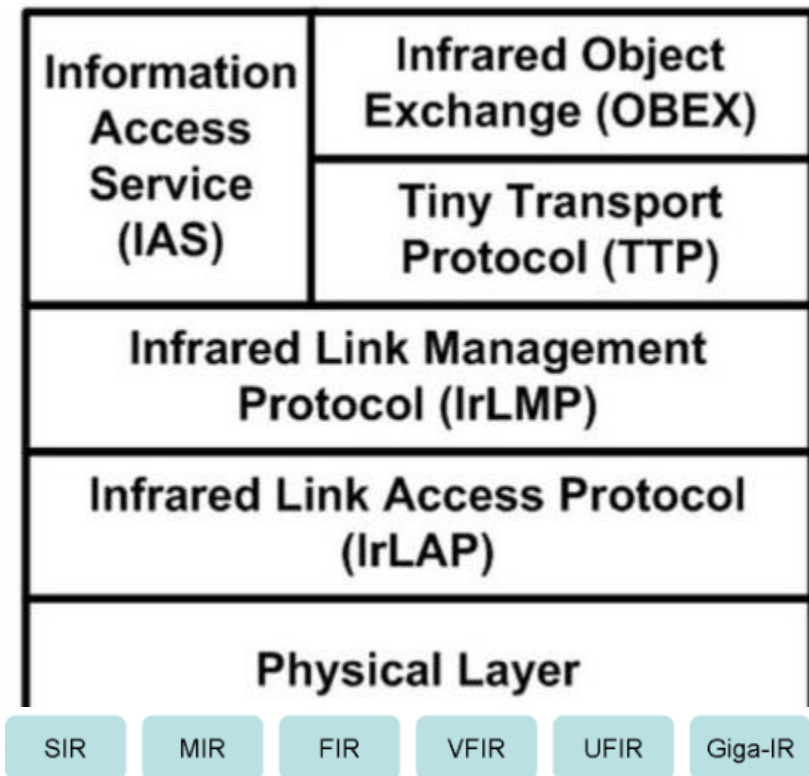 Information
Access
Service
(IAS)
Infrared Object
Exchange (OBEX)
Tiny Transport
Protocol (TTP)
Infrared Link Management
Protocol (IrLMP)
Infrared Link Access Protocol
(IrLAP)
Physical Layer
SIR
MIR
FIR
VFIR
UFIR
Giga-IR